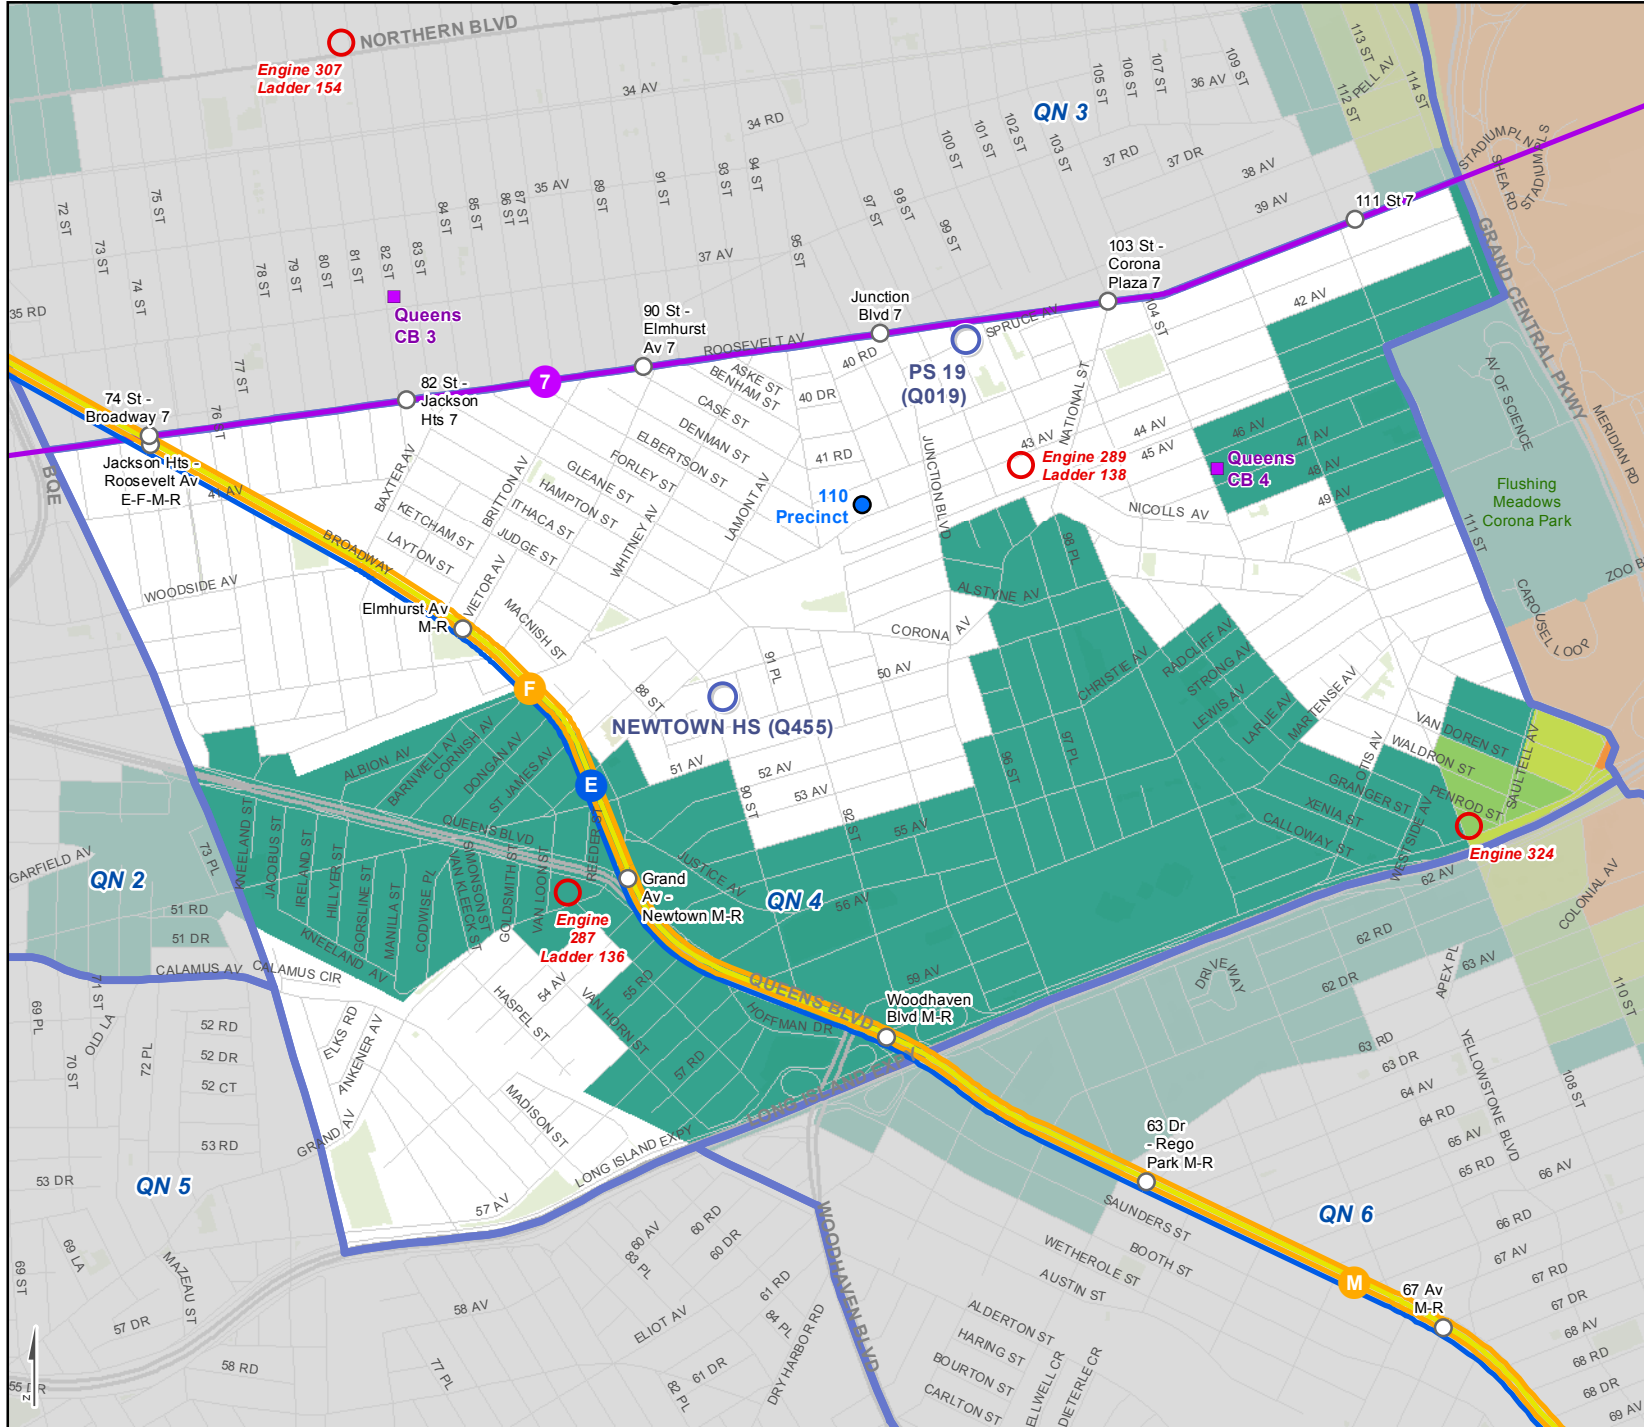 NORTHERN BLVD
Engine 307
Ladder 154
34 AV
34 RD
QN 3
105 ST
106 ST
107 ST
36 AV
109 ST
113 ST
PELL AV
112 ST
114 ST
100 ST
101 ST
102 ST
103 ST
37 RD
37 DR
38 AV
39 AV
STADIUM PL N
SHEA RD
72 ST
73 ST
75 ST
74 ST
35 RD
78 ST
79 ST
80 ST
81 ST
82 ST
83 ST
84 ST
85 ST
86 ST
87 ST
35 AV
89 ST
91 ST
93 ST
94 ST
95 ST
97 ST
98 ST
99 ST
37 AV
Queens
CB 3
77 ST
76 ST
74 St -
Broadway 7
Jackson Hts -
Roosevelt Av
E-F-M-R
82 St -
Jackson
Hts 7
7
90 St -
Elmhurst
Av 7
ROOSEVELT AV
Junction
Blvd 7
103 St -
Corona
Plaza 7
111 St 7
GRAND CENTRAL PKWY
SPRUCE AV
104 ST
42 AV
PS 19
(Q019)
ASKE ST
BENHAM ST
CASE ST
DENMAN ST
ELBERTSON ST
FORLEY ST
GLEANE ST
HAMPTON ST
ITHACA ST
JUDGE ST
KETCHAM ST
LAYTON ST
BAXTER AV
BRITTON AV
VIETOR AV
WHITNEY AV
LAMONT AV
MACNISH ST
40 RD
40 DR
41 RD
110
Precinct
JUNCTION BLVD
NATIONAL ST
43 AV
44 AV
45 AV
46 AV
47 AV
48 AV
49 AV
Engine 289
Ladder 138
Queens
CB 4
NICOLLS AV
AV OF SCIENCE
MERIDIAN RD
Flushing
Meadows
Corona Park
111 ST
ZOO B
CAROUSEL LOOP
BQE
41 AV
BROADWAY
WOODSIDE AV
Elmhurst Av
M-R
F
98 PL
ALSTYNE AV
CORONA AV
50 AV
91 PL
88 ST
NEWTOWN HS (Q455)
51 AV
52 AV
53 AV
90 ST
92 ST
55 AV
56 AV
59 AV
96 ST
97 PL
CHRISTIE AV
RADCLIFF AV
STRONG AV
LEWIS AV
LARUE AV
MARTENSE AV
OTIS AV
VAN DOREN ST
WALDRON ST
PENROD ST
SAULTELL AV
GRANGER ST
XENIA ST
CALLOWAY ST
WESTSIDE AV
Engine 324
62 AV
ALBION AV
BARNWELL AV
CORNISH AV
DONGAN AV
ST JAMES AV
E
REEDER ST
QUEENS BLVD
JUSTICE AV
Grand
Av -
Newtown M-R
QN 4
Engine
287
Ladder 136
KNEELAND ST
JACOBUS ST
IRELAND ST
HILLYER ST
GORSLINE ST
MANILLA ST
CODWISE PL
VAN KLEECK ST
SIMONSON ST
GOLDSMITH ST
VAN LOON ST
KNEELAND AV
73 PL
GARFIELD AV
QN 2
51 RD
51 DR
CALAMUS AV
CALAMUS CIR
71 ST
69 PL
OLD LA
70 ST
72 PL
52 RD
52 DR
52 CT
53 RD
53 DR
QN 5
ELKS RD
ANKENER AV
GRAND AV
HASPEL ST
54 AV
VAN HORN ST
55 RD
57 RD
HOFFMAN DR
QUEENS BLVD
Woodhaven
Blvd M-R
MADISON ST
LONG ISLAND EXPY
LONG ISLAND EXPY
57 AV
62 RD
62 DR
63 AV
DRIVEWAY
APEX PL
COLONIAL AV
110 ST
108 ST
63 RD
63 DR
64 AV
64 RD
65 AV
65 RD
66 AV
66 RD
67 AV
67 RD
67 DR
68 AV
68 RD
68 DR
69 AV
YELLOWSTONE BLVD
63 Dr
- Rego
Park M-R
SAUNDERS ST
BOOTH ST
WETHEROLE ST
AUSTIN ST
QN 6
M
67 Av
M-R
ALDERTON ST
HARING ST
BOURTON ST
CARLTON ST
ELLWELL CR
DIETERLE CR
WOODHAVEN BLVD
60 AV
60 RD
60 DR
83 PL
61 RD
84 PL
61 DR
82 PL
ELIOT AV
DRY HARBOR RD
58 AV
77 PL
58 RD
57 DR
55 DR
69 ST
69 LA
MAZEAU ST
Z